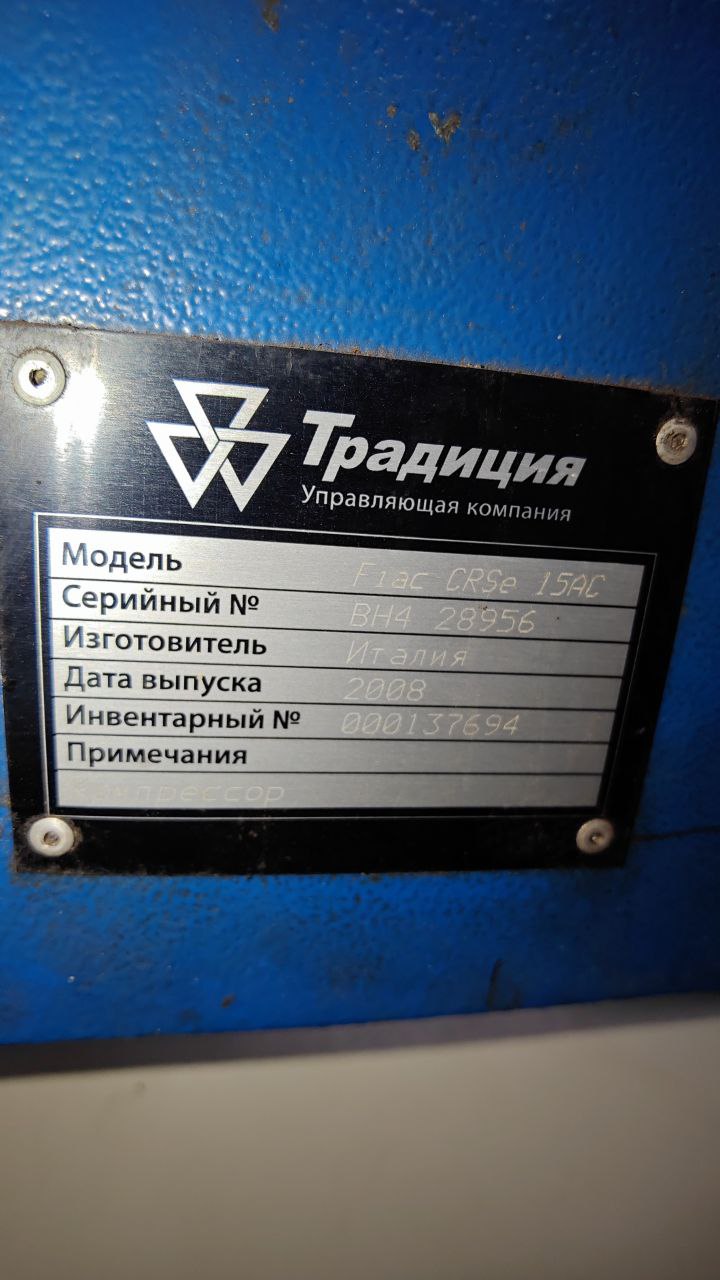 Традиция
Управляющая компания
Модель Fiac CRSe 15AC
Серийный № BH4 28956
Изготовитель Италия
Дата выпуска 2008
Инвентарный № 000137694
Примечания
Компрессор